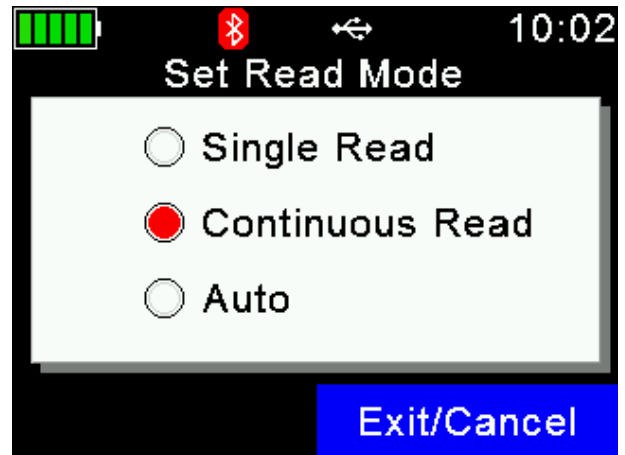 10:02
Set Read Mode
Single Read
Continuous Read
Auto
Exit/Cancel